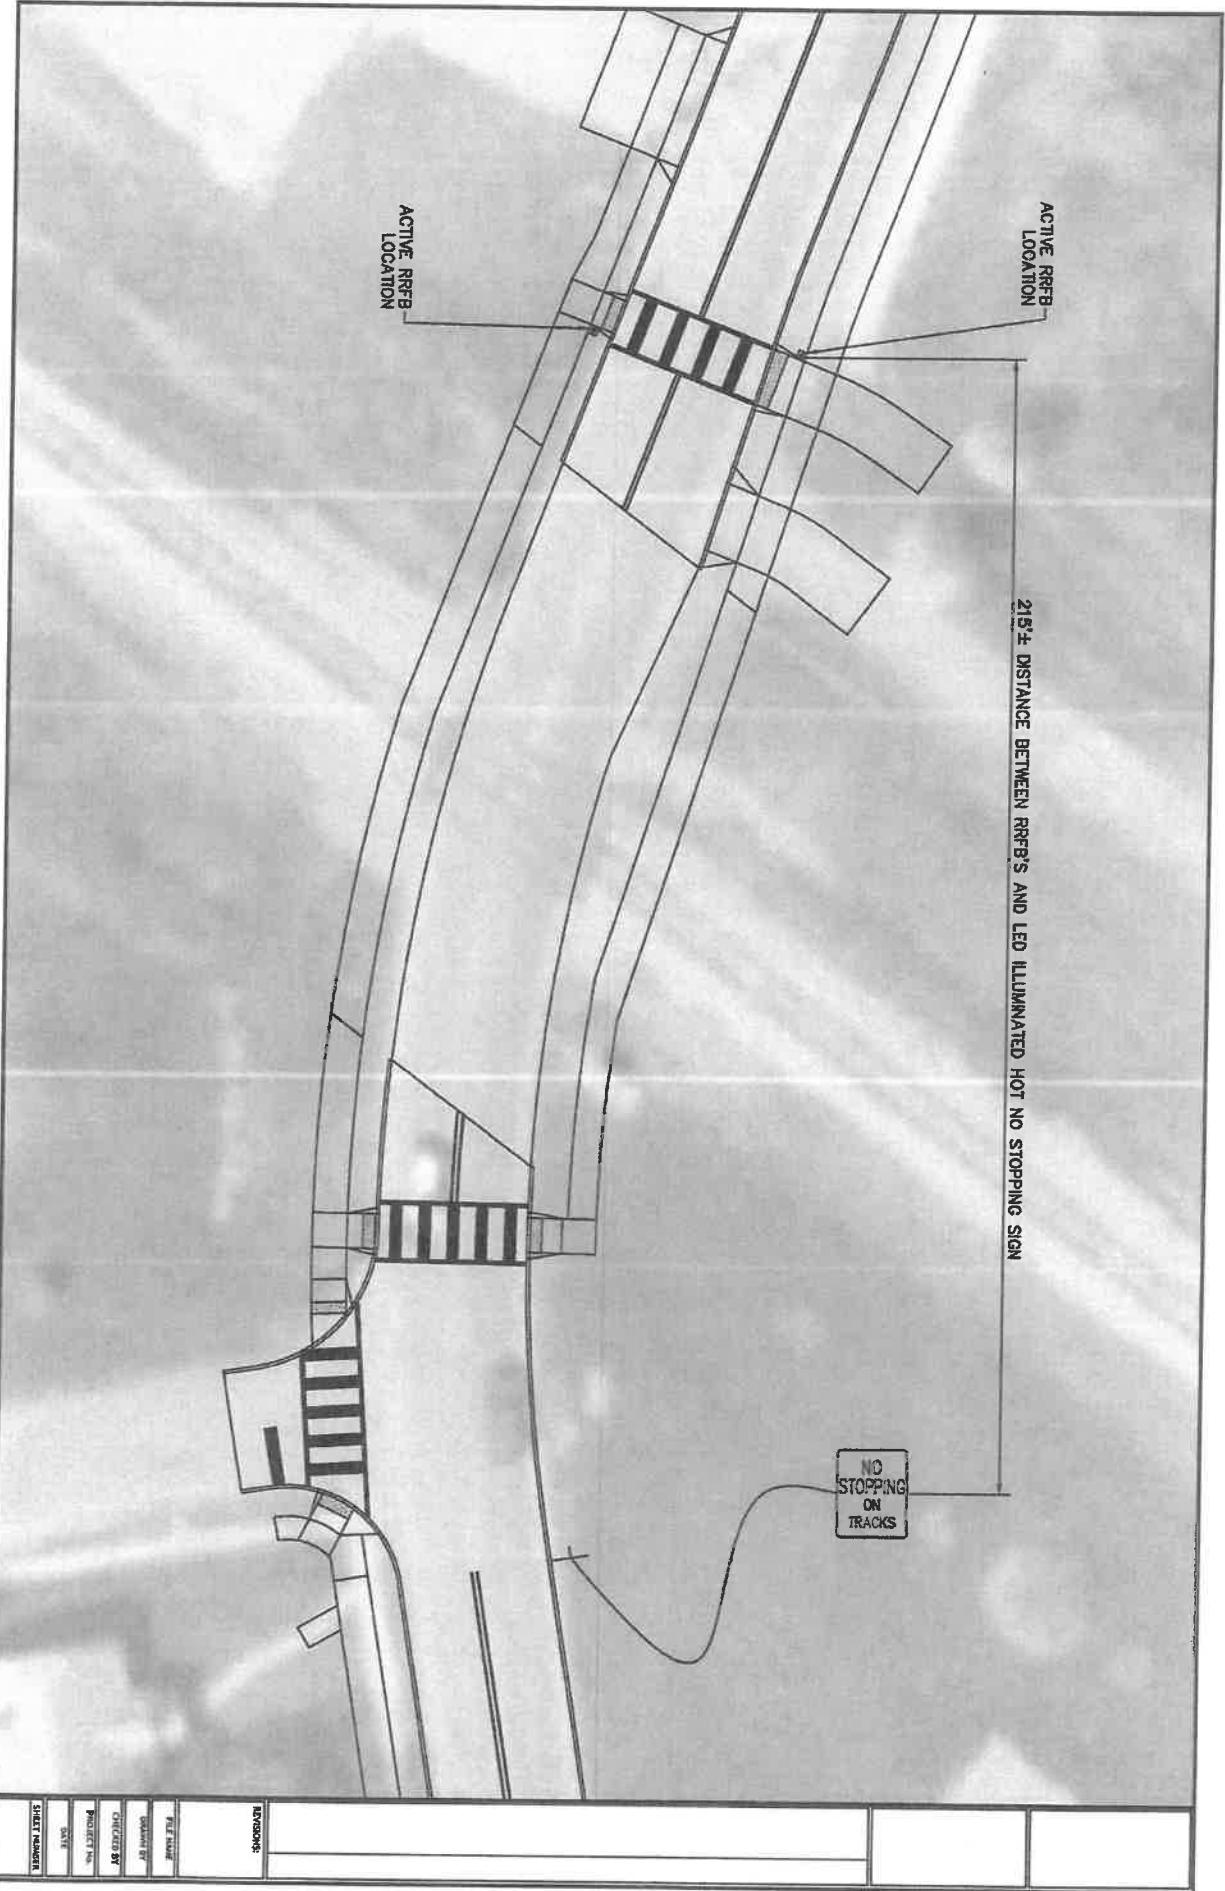 ACTIVE RRFB
LOCATION
ACTIVE RRFB
LOCATION
215'± DISTANCE BETWEEN RRFB'S AND LED ILLUMINATED HOT NO STOPPING SIGN
NO
STOPPING
ON
TRACKS
REVISIONS:
FILE NAME
DRAWN BY
CHECKED BY
PROJECT No.
DATE
SHEET NUMBER